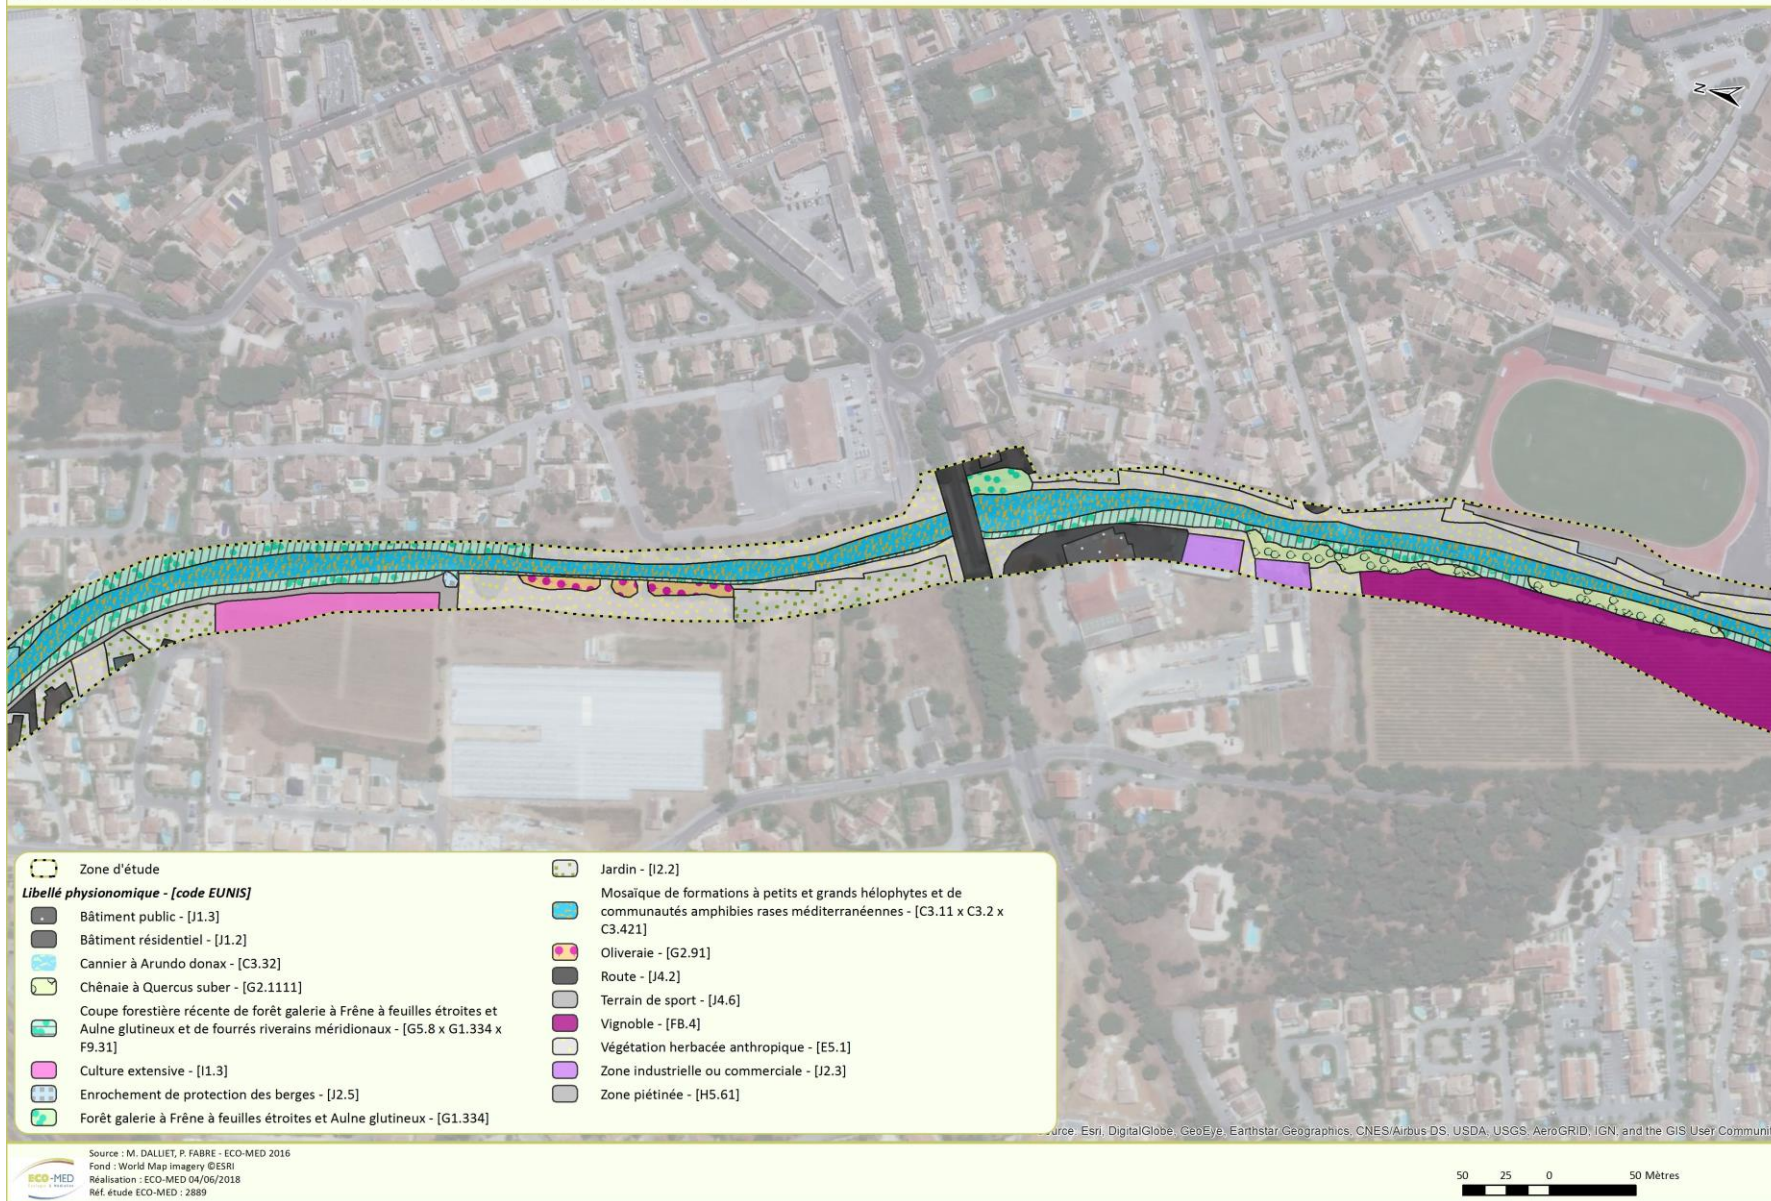 N
Zone d'étude
Libellé physionomique - [code EUNIS]
Bâtiment public - [J1.3]
Bâtiment résidentiel - [J1.2]
Cannier à Arundo donax - [C3.32]
Chênaie à Quercus suber - [G2.1111]
Coupe forestière récente de forêt galerie à Frêne à feuilles étroites et
Aulne glutineux et de fourrés riverains méridionaux - [G5.8 x G1.334 x
F9.31]
Culture extensive - [I1.3]
Enrochement de protection des berges - [J2.5]
Forêt galerie à Frêne à feuilles étroites et Aulne glutineux - [G1.334]
Jardin - [I2.2]
Mosaïque de formations à petits et grands hélophytes et de
communautés amphibies rases méditerranéennes - [C3.11 x C3.2 x
C3.421]
Oliveraie - [G2.91]
Route - [J4.2]
Terrain de sport - [J4.6]
Vignoble - [FB.4]
Végétation herbacée anthropique - [E5.1]
Zone industrielle ou commerciale - [J2.3]
Zone piétinée - [H5.61]
urce: Esri, DigitalGlobe, GeoEye, Earthstar Geographics, CNES/Airbus DS, USDA, USGS, AeroGRID, IGN, and the GIS User Communit
ECO-MED
Source : M. DALLIET, P. FABRE - ECO-MED 2016
Fond : World Map imagery ©ESRI
Réalisation : ECO-MED 04/06/2018
Réf. étude ECO-MED : 2889
50 25 0 50 Mètres